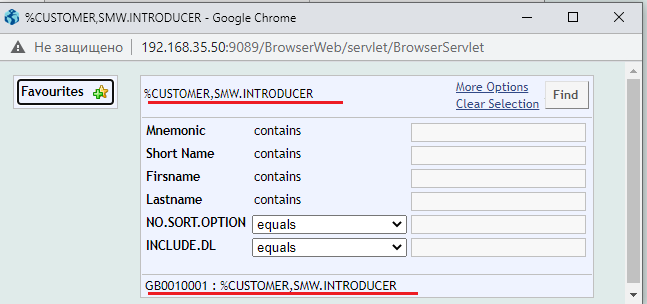 %CUSTOMER,SMW.INTRODUCER - Google Chrome
Не защищено 192.168.35.50:9089/BrowserWeb/servlet/BrowserServlet
Favourites
%CUSTOMER,SMW.INTRODUCER
More Options
Clear Selection
Find
Mnemonic contains
Short Name contains
Firsname contains
Lastname contains
NO.SORT.OPTION equals
INCLUDE.DL equals
GB0010001 : %CUSTOMER,SMW.INTRODUCER